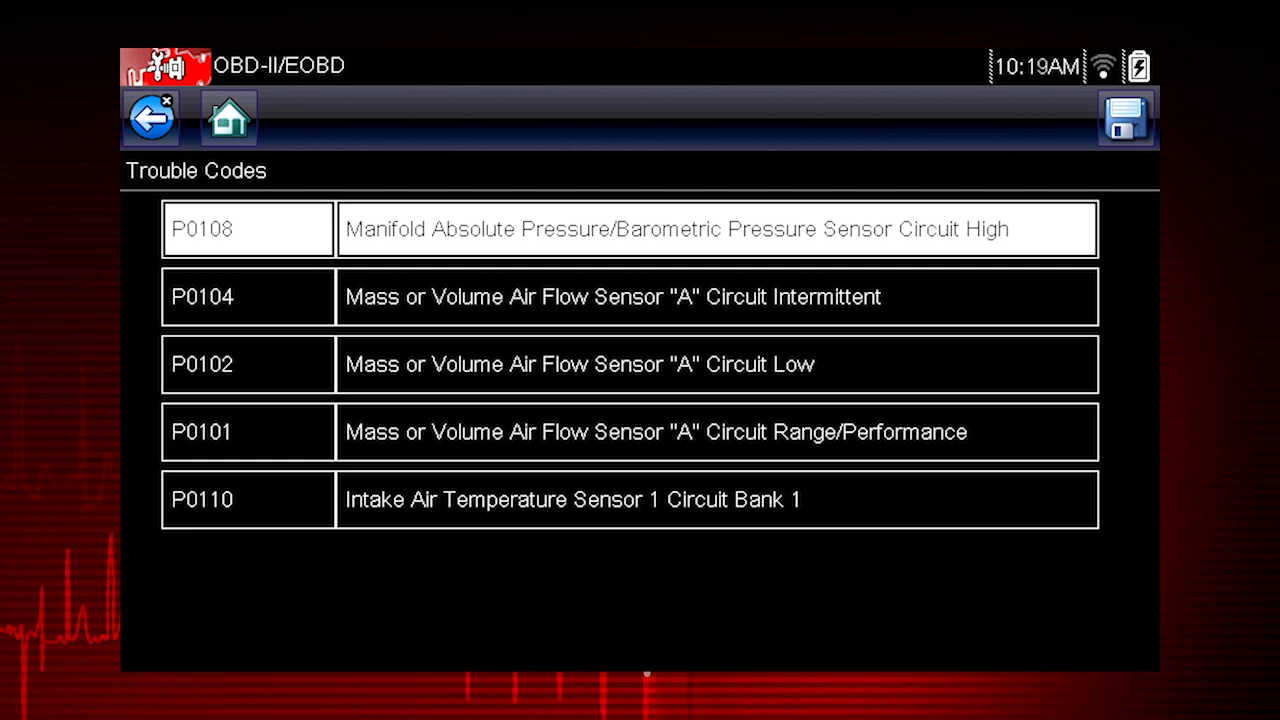 OBD-II/EOBD
10:19AM
Trouble Codes
P0108 Manifold Absolute Pressure/Barometric Pressure Sensor Circuit High
P0104 Mass or Volume Air Flow Sensor "A" Circuit Intermittent
P0102 Mass or Volume Air Flow Sensor "A" Circuit Low
P0101 Mass or Volume Air Flow Sensor "A" Circuit Range/Performance
P0110 Intake Air Temperature Sensor 1 Circuit Bank 1